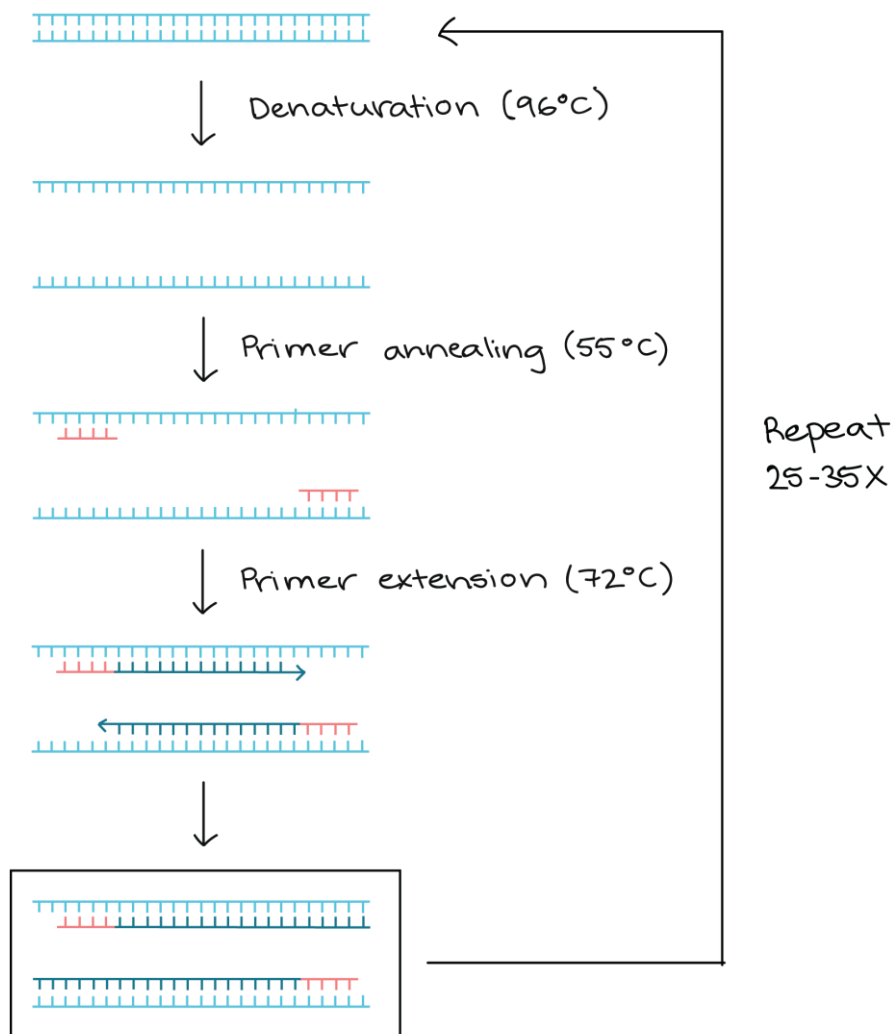 Denaturation (96°C)
Primer annealing (55°C)
Repeat
25-35X
Primer extension (72°C)